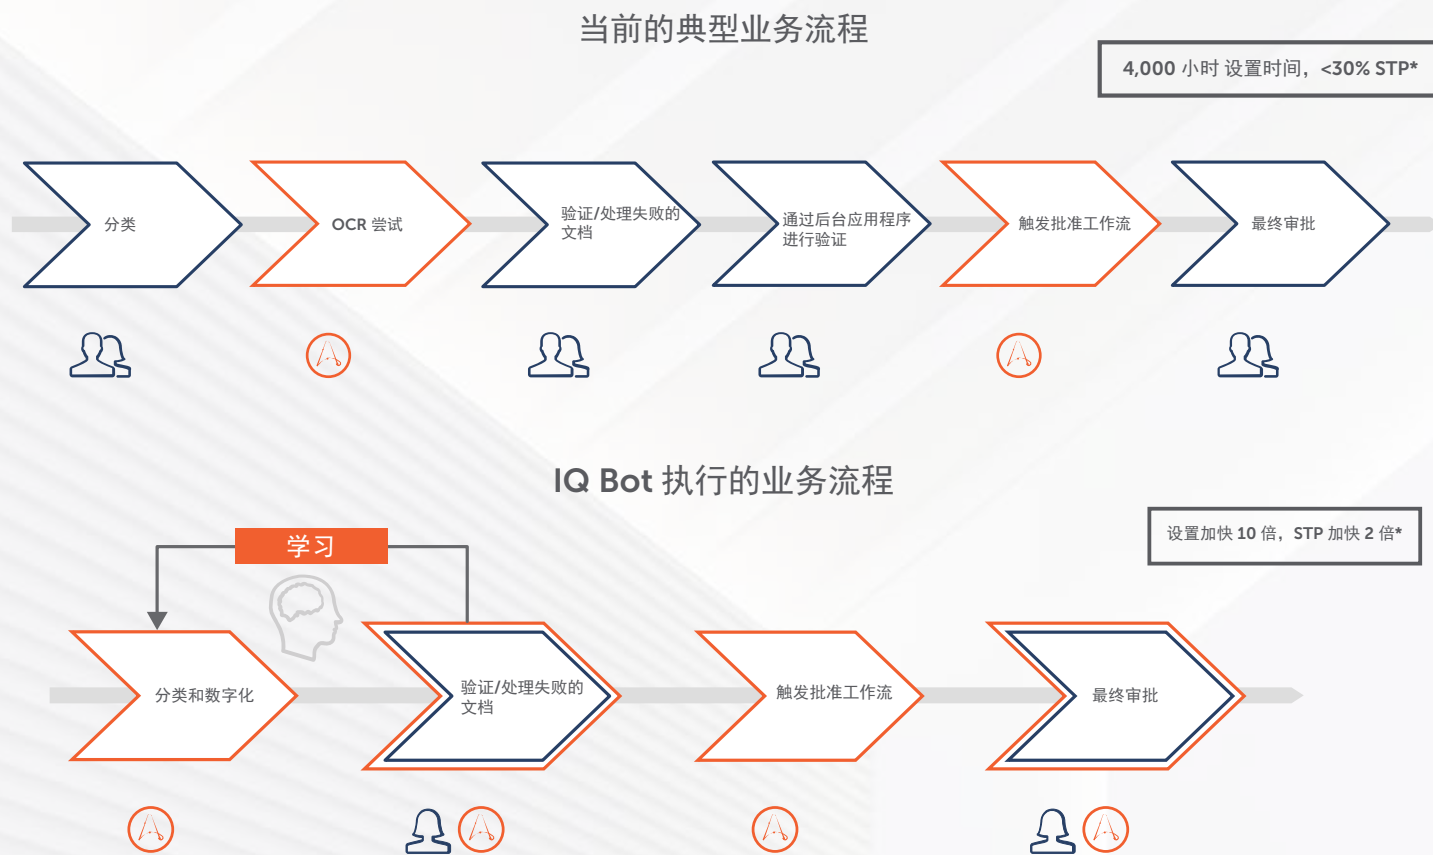 当前的典型业务流程
4,000 小时 设置时间，<30% STP*
分类
OCR 尝试
验证/处理失败的
文档
通过后台应用程序
进行验证
触发批准工作流
最终审批
IQ Bot 执行的业务流程
设置加快 10 倍，STP 加快 2 倍*
学习
分类和数字化
验证/处理失败的
文档
触发批准工作流
最终审批